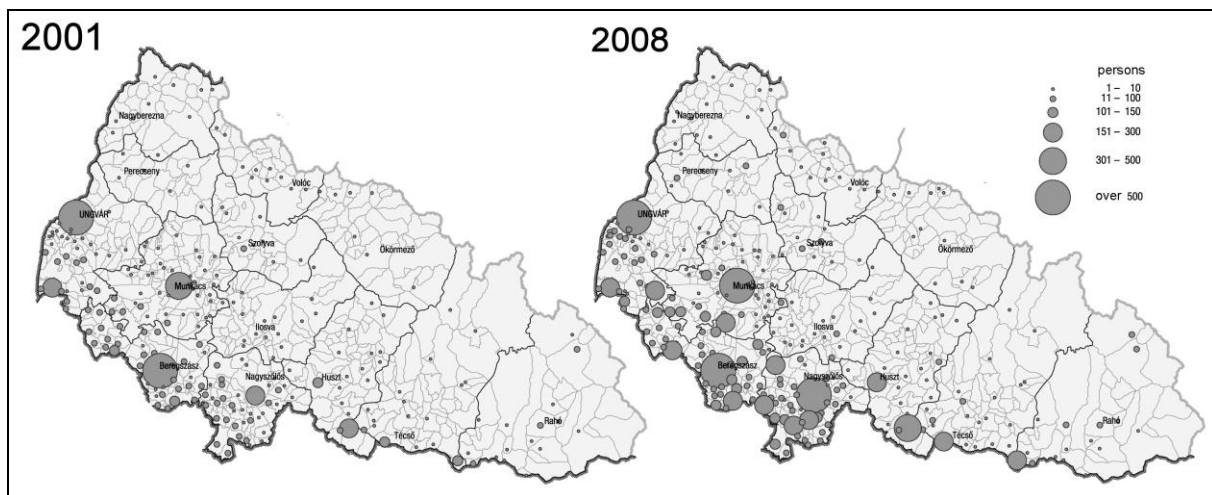 2001
Nagyberezna
Perecseny
Volóc
UNGVÁR
Szolyva
Ökörmező
Munkács
Ilosva
Beregszász
Nagyszőlős
Huszt
Técső
Rahó
2008
Nagyberezna
Perecseny
Volóc
UNGVÁR
Szolyva
Ökörmező
Munkács
Ilosva
Beregszász
Nagyszőlős
Huszt
Técső
Rahó
persons
1 – 10
11 – 100
101 – 150
151 – 300
301 – 500
over 500